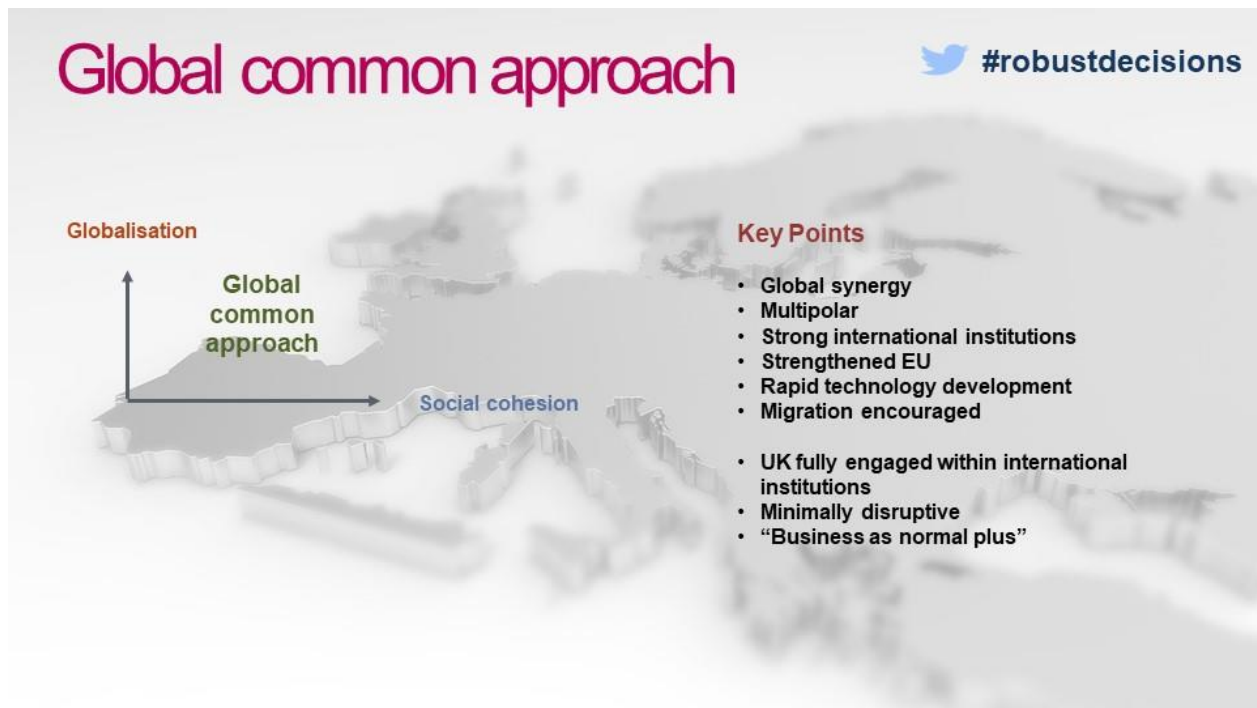 Global common approach
#robustdecisions
Globalisation
Global
common
approach
Social cohesion
Key Points
• Global synergy
• Multipolar
• Strong international institutions
• Strengthened EU
• Rapid technology development
• Migration encouraged
• UK fully engaged within international
institutions
• Minimally disruptive
• “Business as normal plus”